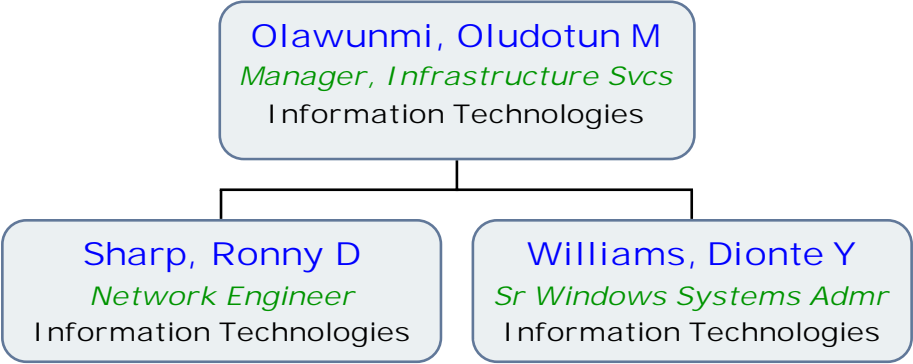 Olawunmi, Oludotun M
Manager, Infrastructure Svcs
Information Technologies
Sharp, Ronny D
Network Engineer
Information Technologies
Williams, Dionte Y
Sr Windows Systems Admr
Information Technologies